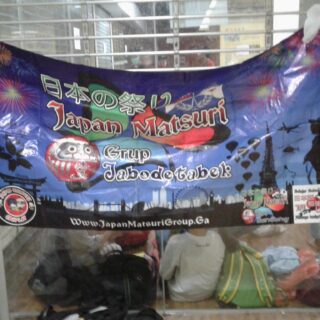 日本の祭り
Japan Matsuri
Grup
Jabodetabek
www.JapanMatsuriGroup.Ga